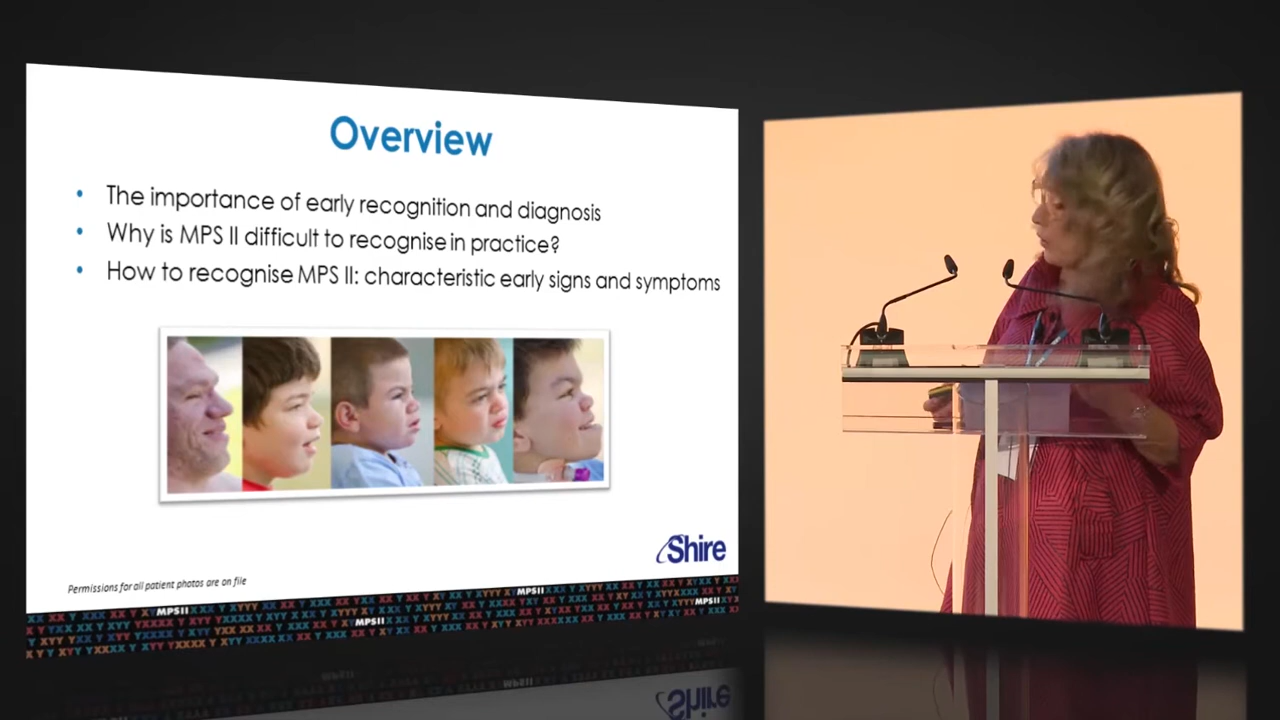 Overview
• The importance of early recognition and diagnosis
• Why is MPS II difficult to recognise in practice?
• How to recognise MPS II: characteristic early signs and symptoms
Shire
Permissions for all patient photos are on file
MPSII
MPSII
MPSII
MPSII